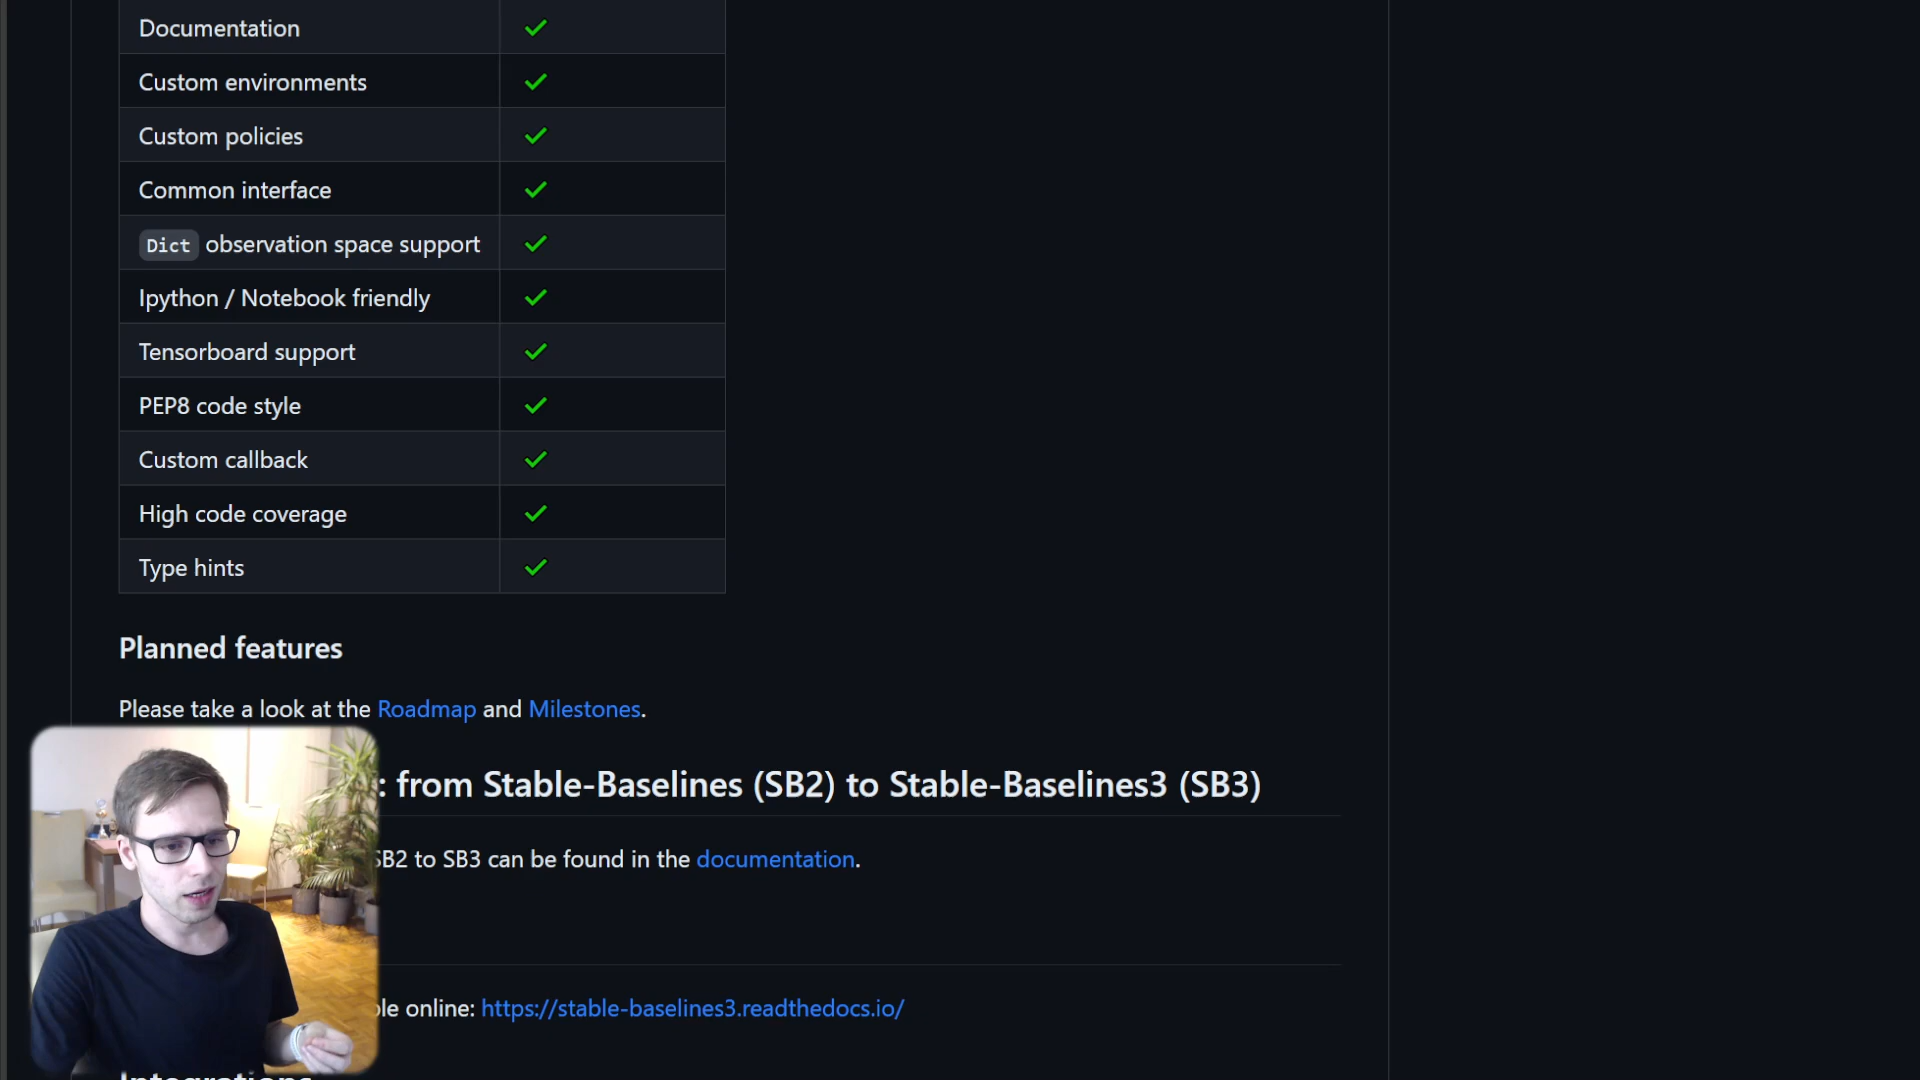 Documentation ✔
Custom environments ✔
Custom policies ✔
Common interface ✔
Dict observation space support ✔
Ipython / Notebook friendly ✔
Tensorboard support ✔
PEP8 code style ✔
Custom callback ✔
High code coverage ✔
Type hints ✔
Planned features
Please take a look at the Roadmap and Milestones.
: from Stable-Baselines (SB2) to Stable-Baselines3 (SB3)
SB2 to SB3 can be found in the documentation.
ble online: https://stable-baselines3.readthedocs.io/
Integrations